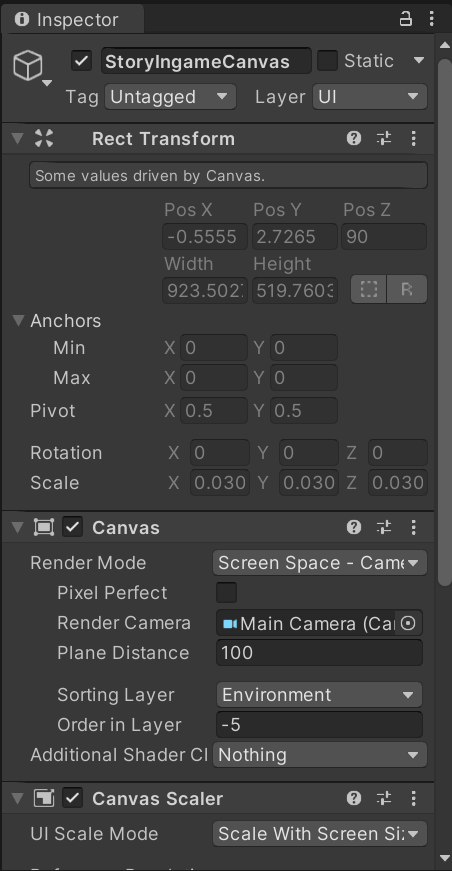 Inspector
StoryIngameCanvas Static
Tag Untagged Layer UI
Rect Transform
Some values driven by Canvas.
Pos X Pos Y Pos Z
-0.5555 2.7265 90
Width Height
923.502 519.7603 R
Anchors
Min X 0 Y 0
Max X 0 Y 0
Pivot X 0.5 Y 0.5
Rotation X 0 Y 0 Z 0
Scale X 0.030 Y 0.030 Z 0.030
Canvas
Render Mode Screen Space - Came
Pixel Perfect
Render Camera Main Camera (Ca
Plane Distance 100
Sorting Layer Environment
Order in Layer -5
Additional Shader Cl Nothing
Canvas Scaler
UI Scale Mode Scale With Screen Siz